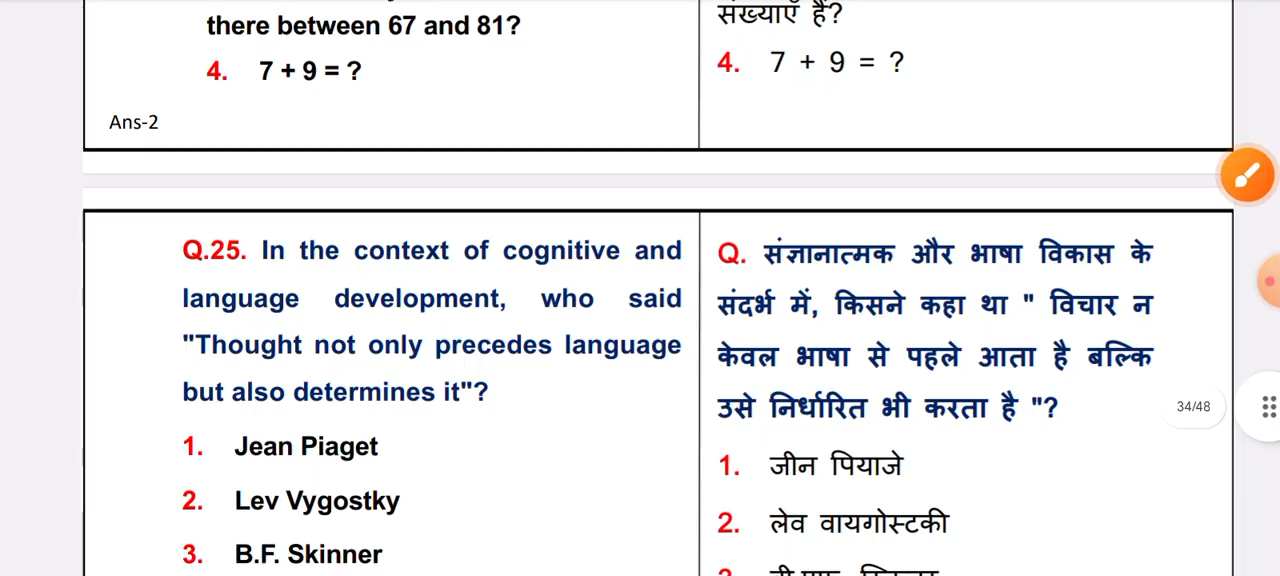 there between 67 and 81?
4. 7 + 9 = ?
Ans-2
संख्याएँ हैं?
4. 7 + 9 = ?
Q.25. In the context of cognitive and
language development, who said
"Thought not only precedes language
but also determines it"?
1. Jean Piaget
2. Lev Vygostky
3. B.F. Skinner
Q. संज्ञानात्मक और भाषा विकास के
संदर्भ में, किसने कहा था " विचार न
केवल भाषा से पहले आता है बल्कि
उसे निर्धारित भी करता है "?
1. जीन पियाजे
2. लेव वायगोस्टकी
34/48